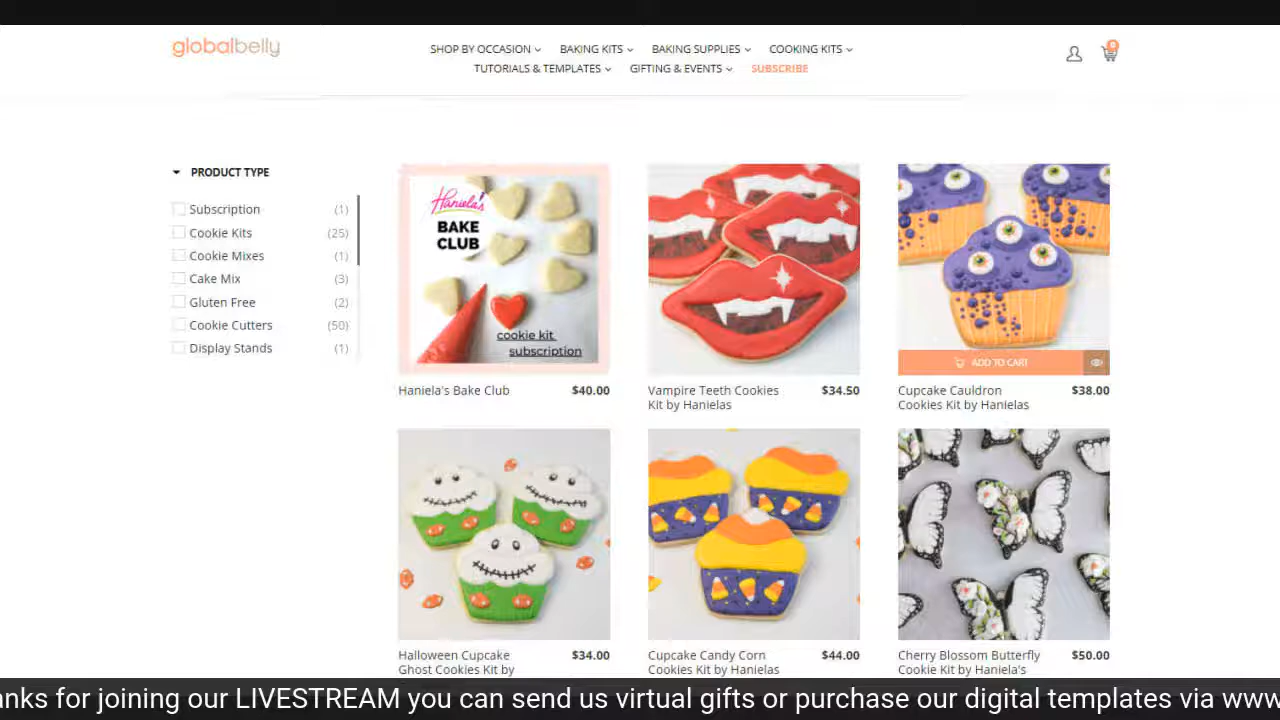 globalbelly
SHOP BY OCCASION BAKING KITS BAKING SUPPLIES COOKING KITS
TUTORIALS & TEMPLATES GIFTING & EVENTS SUBSCRIBE
0
PRODUCT TYPE
Subscription (1)
Cookie Kits (25)
Cookie Mixes (1)
Cake Mix (3)
Gluten Free (2)
Cookie Cutters (50)
Display Stands (1)
Haniela's
BAKE
CLUB
cookie kit
subscription
ADD TO CART
Haniela's Bake Club $40.00
Vampire Teeth Cookies $34.50
Kit by Hanielas
Cupcake Cauldron $38.00
Cookies Kit by Hanielas
Halloween Cupcake $34.00
Ghost Cookies Kit by
Cupcake Candy Corn $44.00
Cookies Kit by Hanielas
Cherry Blossom Butterfly $50.00
Cookie Kit by Haniela's
anks for joining our LIVESTREAM you can send us virtual gifts or purchase our digital templates via www